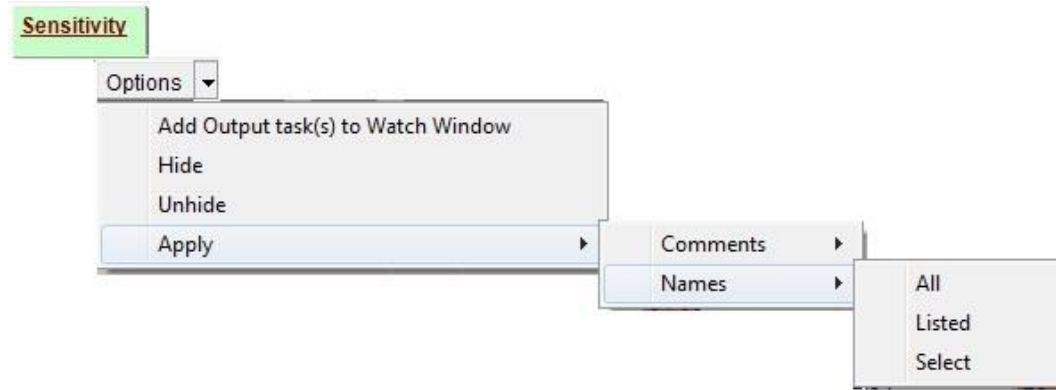 Sensitivity
Options
Add Output task(s) to Watch Window
Hide
Unhide
Apply
Comments
Names
All
Listed
Select